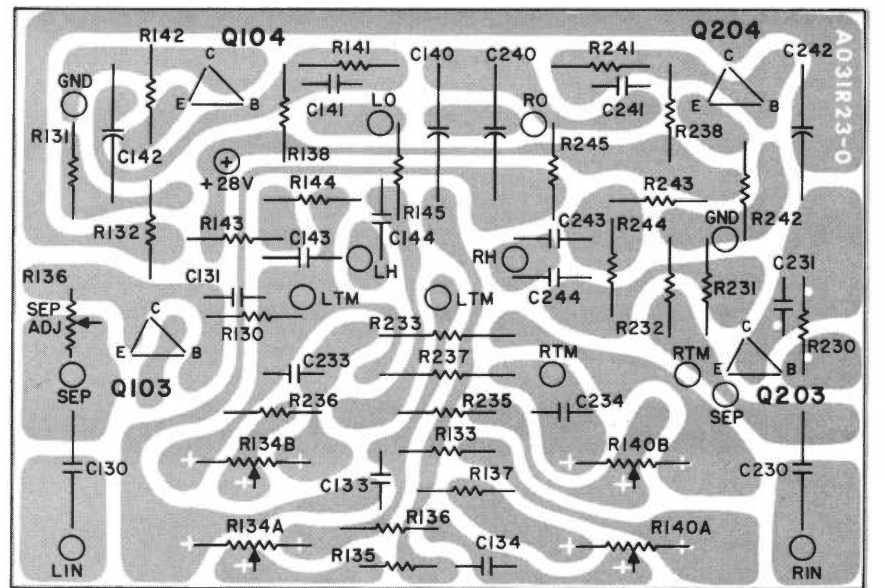 R142
Q104
R141
C140
C240
R241
Q204
C242
A031R23-0
GND
C
C
E
B
E
B
C141
LO
RO
C241
R131
C142
R138
R245
R238
+
+28V
R144
R145
R243
GND
R242
R132
R143
C143
C144
C243
R244
LH
RH
R136
C131
LTM
LTM
C244
C231
SEP
ADJ
R130
R233
R232
R231
R230
C
C
E
B
C233
R237
RTM
RTM
E
B
SEP
Q103
R236
R235
C234
SEP
Q203
R134B
R133
R140B
C130
C133
R137
C230
R134A
R136
R140A
LIN
R135
C134
RIN